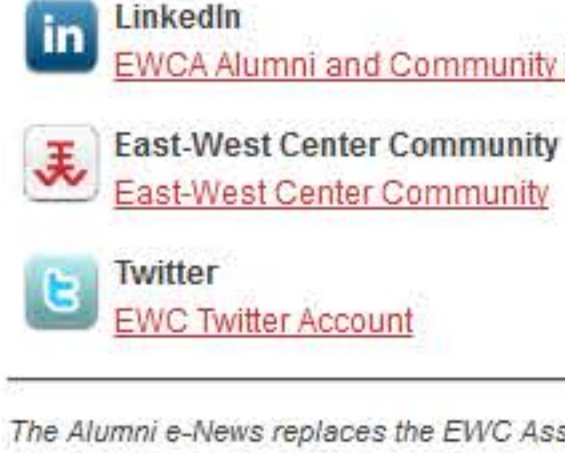 in LinkedIn
EWCA Alumni and Community
East-West Center Community
East-West Center Community
t Twitter
EWC Twitter Account
The Alumni e-News replaces the EWC Ass